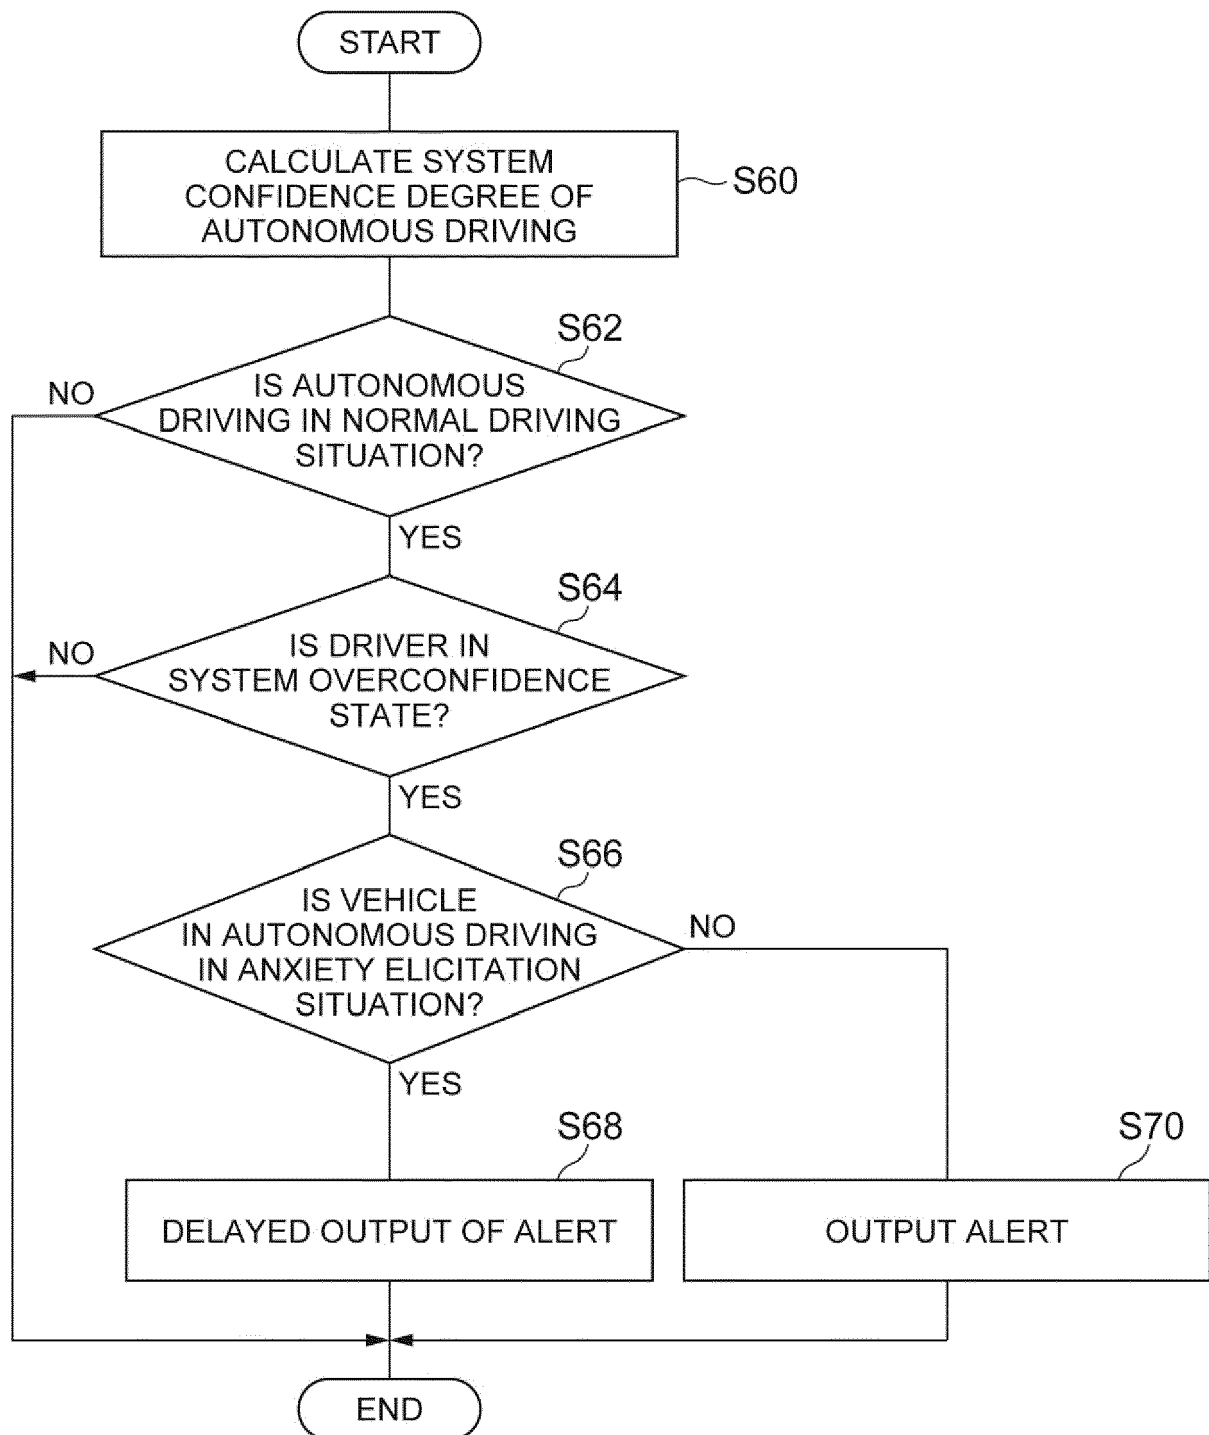 START
CALCULATE SYSTEM
CONFIDENCE DEGREE OF
AUTONOMOUS DRIVING
S60
S62
NO
IS AUTONOMOUS
DRIVING IN NORMAL DRIVING
SITUATION?
YES
S64
NO
IS DRIVER IN
SYSTEM OVERCONFIDENCE
STATE?
YES
S66
IS VEHICLE
IN AUTONOMOUS DRIVING
IN ANXIETY ELICITATION
SITUATION?
NO
YES
S68
S70
DELAYED OUTPUT OF ALERT
OUTPUT ALERT
END